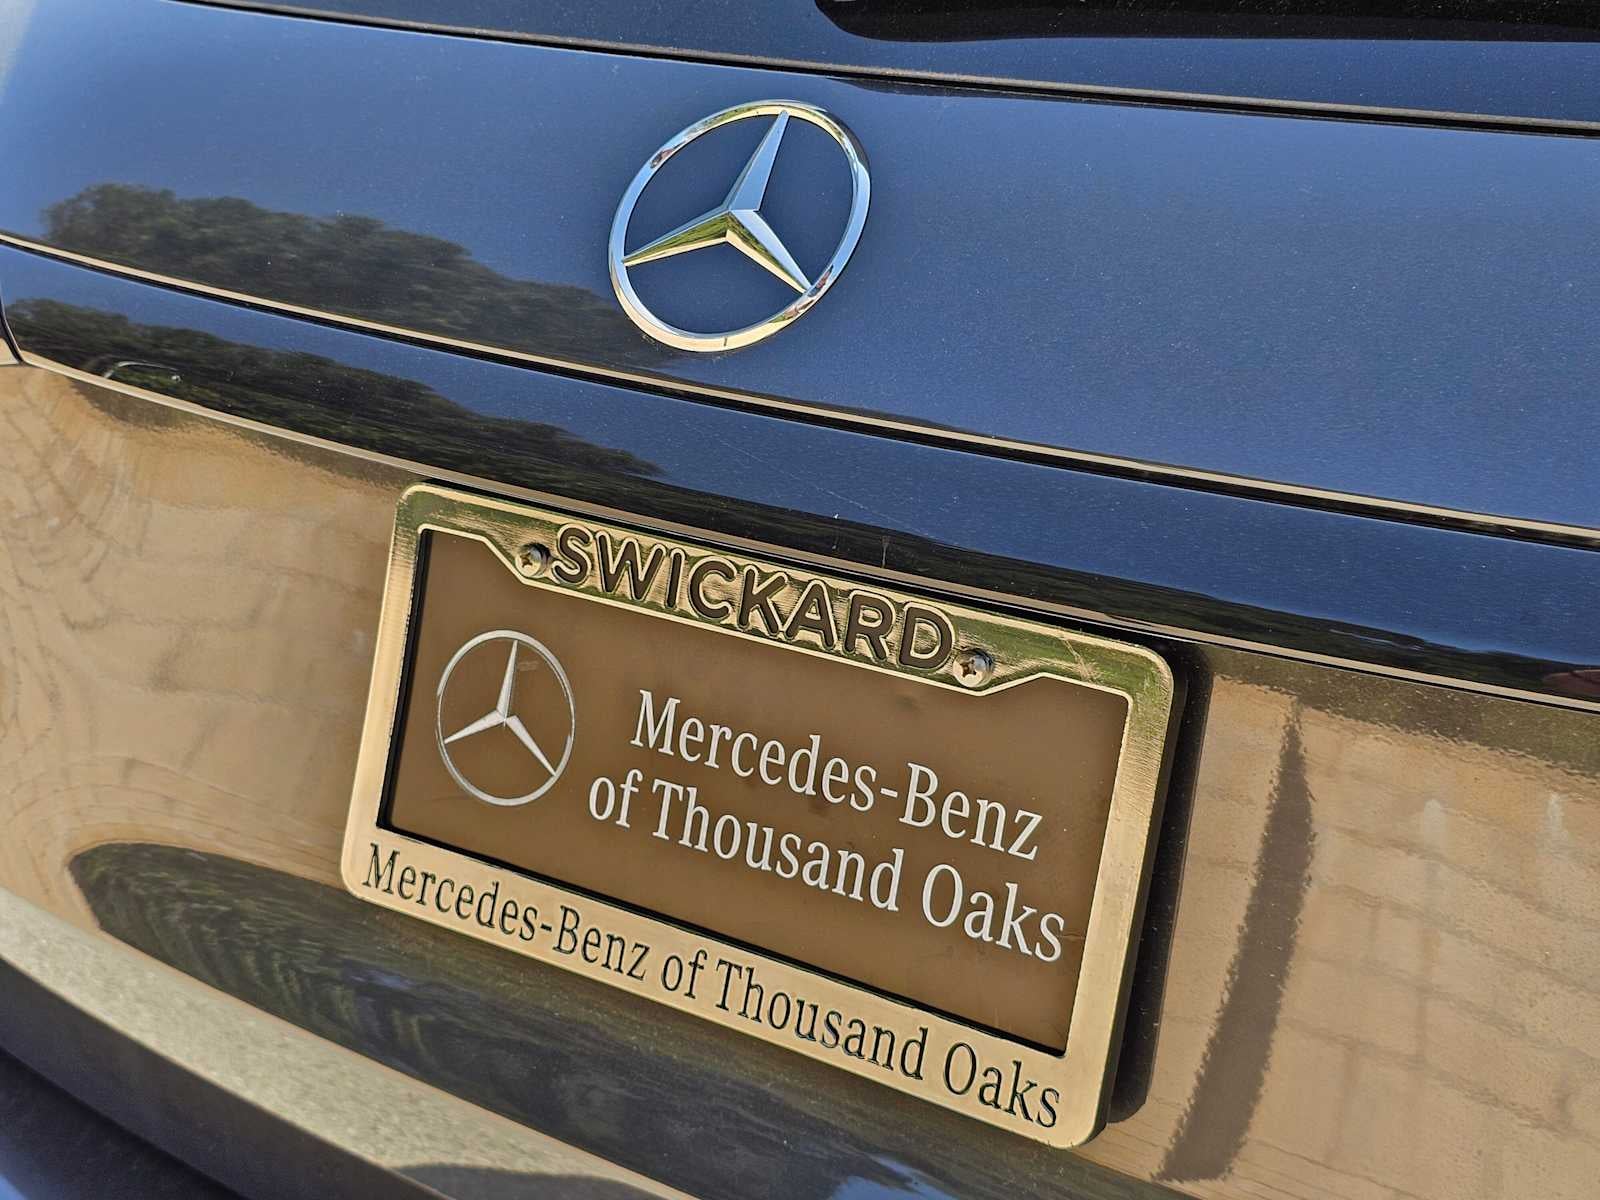 SWICKARD
Mercedes-Benz
of Thousand Oaks
Mercedes-Benz of Thousand Oaks